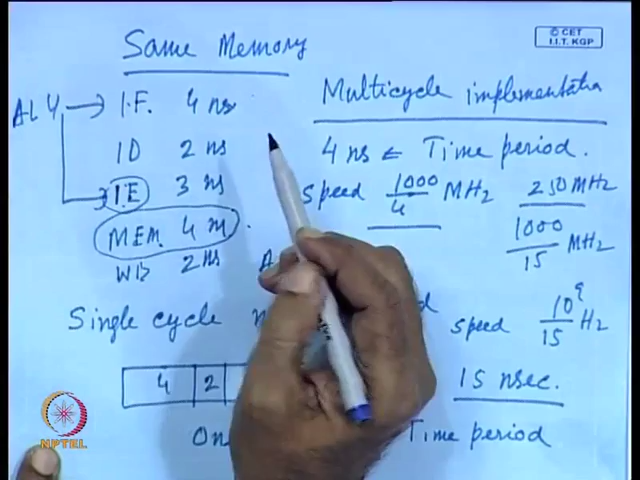 © CET
I.I.T. KGP
Same Memory
ALU → I.F. 4 ns
ID 2 ns
I.E 3 ns
MEM. 4 ns
WB 2 ns
Multicycle implementation
4 ns ← Time period.
speed 1000/4 MHz 250 MHz
1000/15 MHz
Single cycle
speed 10^9/15 Hz
4 2
15 nsec.
Time period
NPTEL